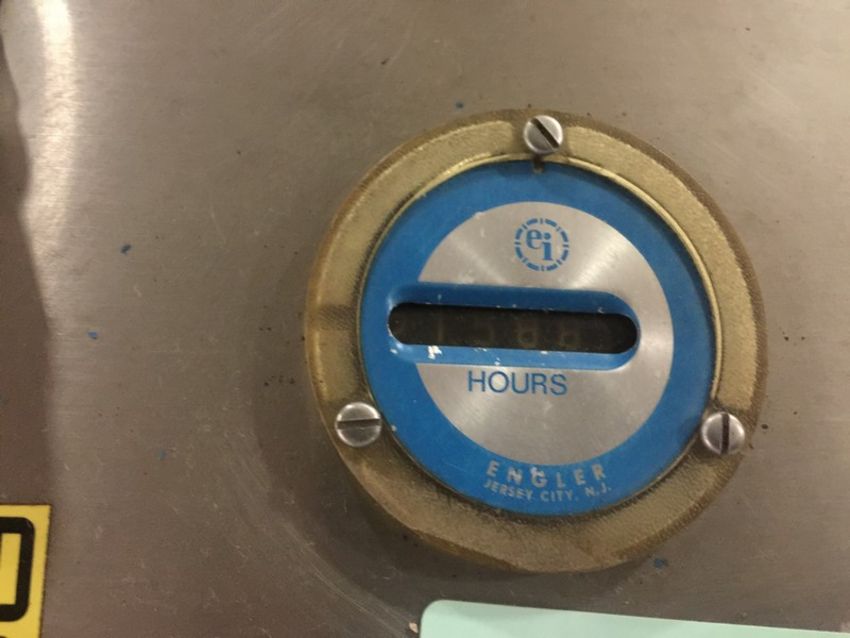 ei
HOURS
ENGLER
JERSEY CITY, N.J.